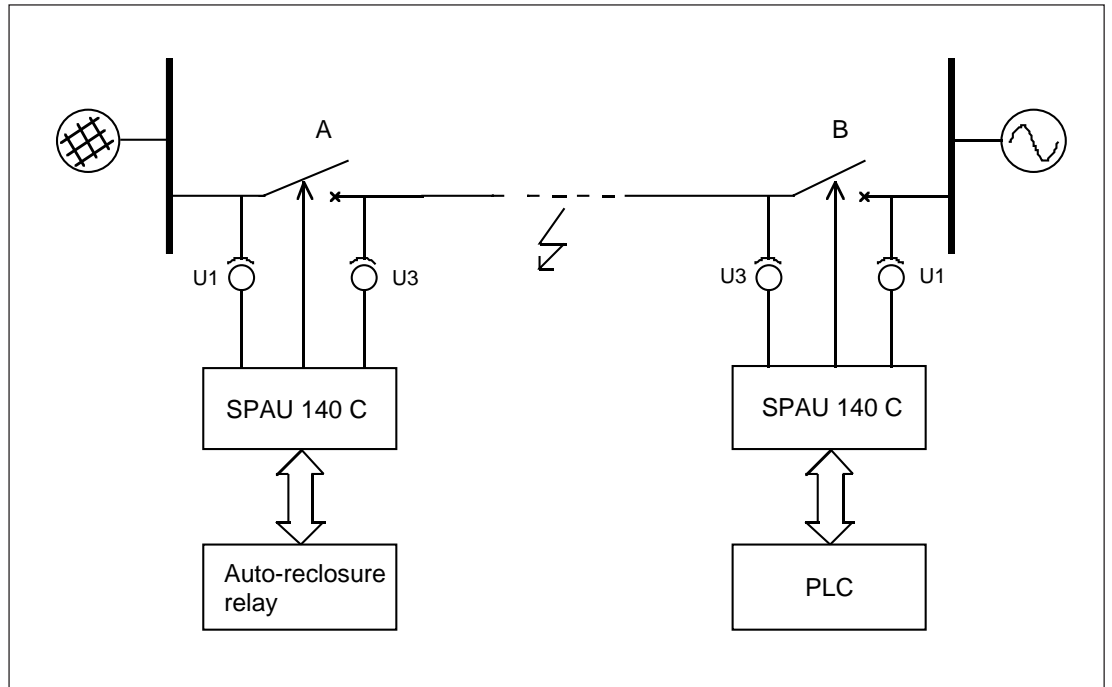 A
B
U1
U3
U3
U1
SPAU 140 C
SPAU 140 C
Auto-reclosure
relay
PLC